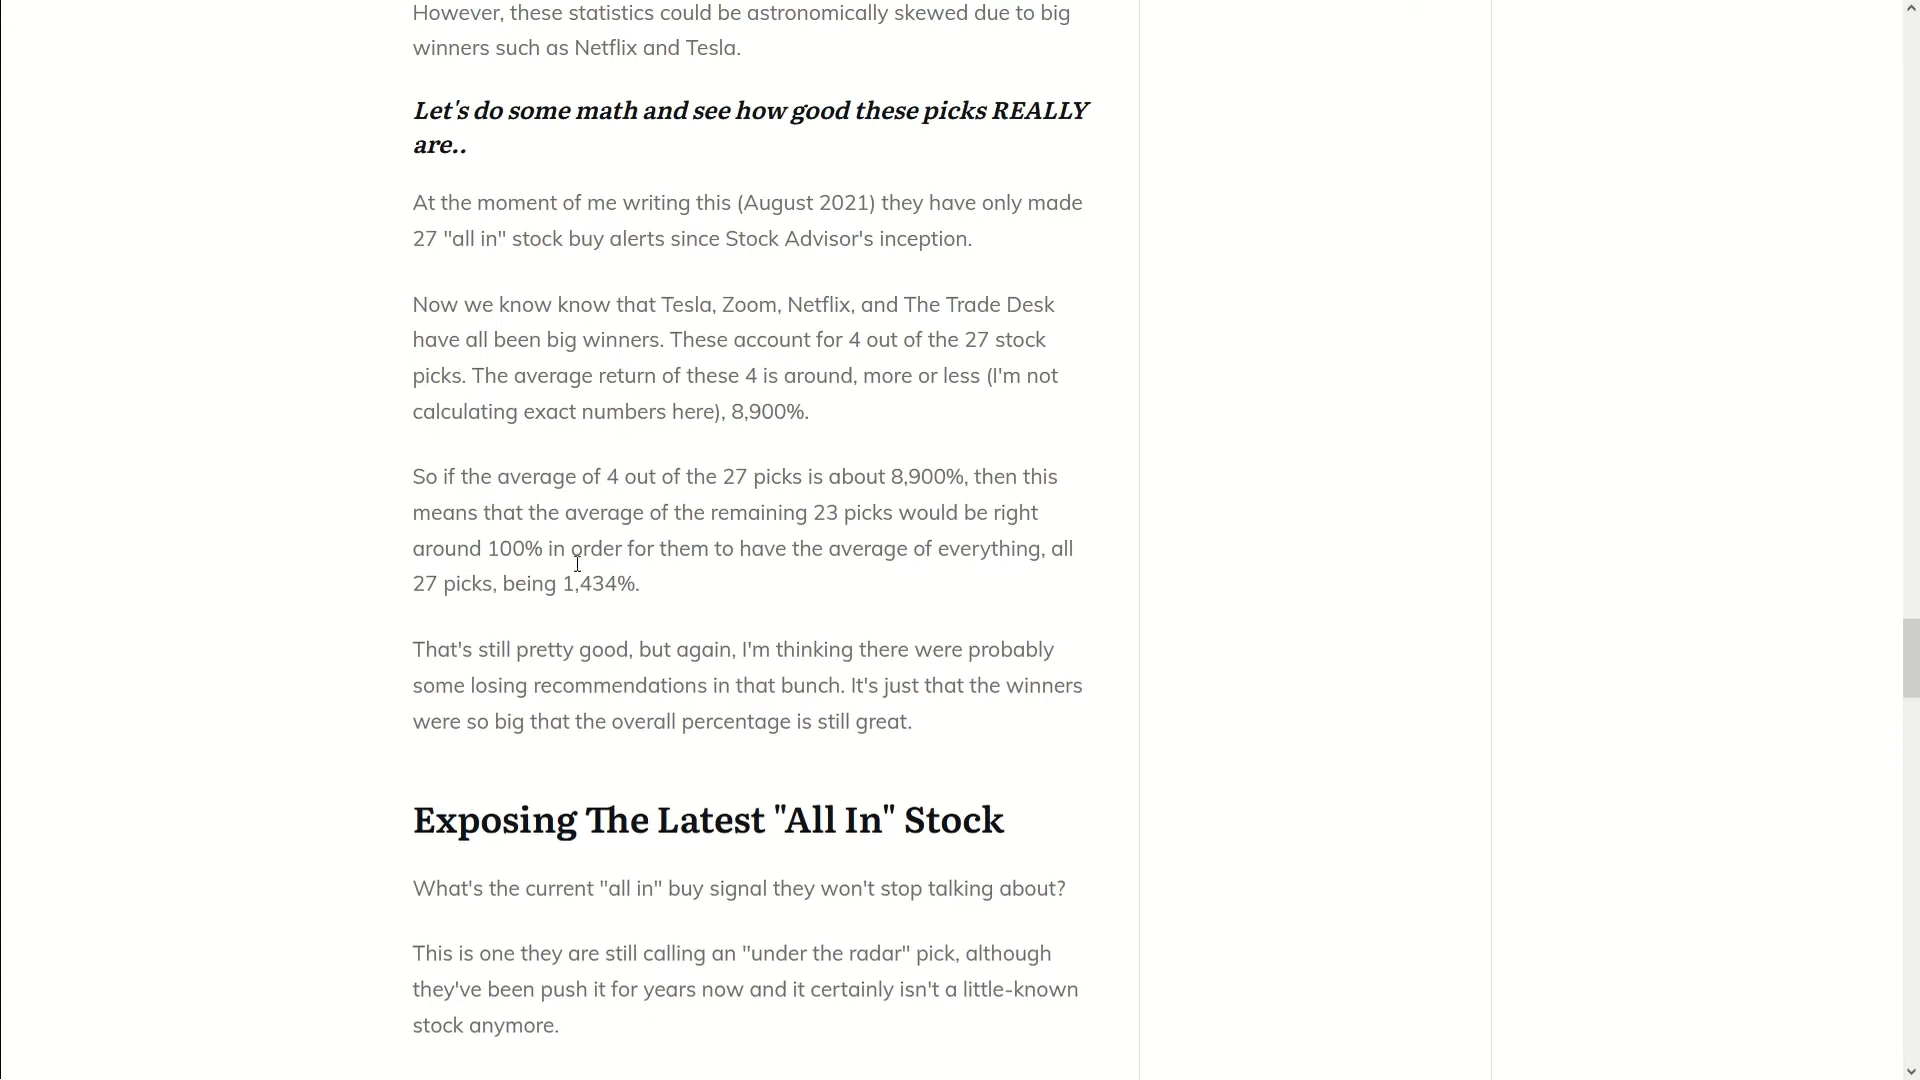 However, these statistics could be astronomically skewed due to big
winners such as Netflix and Tesla.
Let's do some math and see how good these picks REALLY
are..
At the moment of me writing this (August 2021) they have only made
27 "all in" stock buy alerts since Stock Advisor's inception.
Now we know know that Tesla, Zoom, Netflix, and The Trade Desk
have all been big winners. These account for 4 out of the 27 stock
picks. The average return of these 4 is around, more or less (I'm not
calculating exact numbers here), 8,900%.
So if the average of 4 out of the 27 picks is about 8,900%, then this
means that the average of the remaining 23 picks would be right
around 100% in order for them to have the average of everything, all
27 picks, being 1,434%.
That's still pretty good, but again, I'm thinking there were probably
some losing recommendations in that bunch. It's just that the winners
were so big that the overall percentage is still great.
Exposing The Latest "All In" Stock
What's the current "all in" buy signal they won't stop talking about?
This is one they are still calling an "under the radar" pick, although
they've been push it for years now and it certainly isn't a little-known
stock anymore.